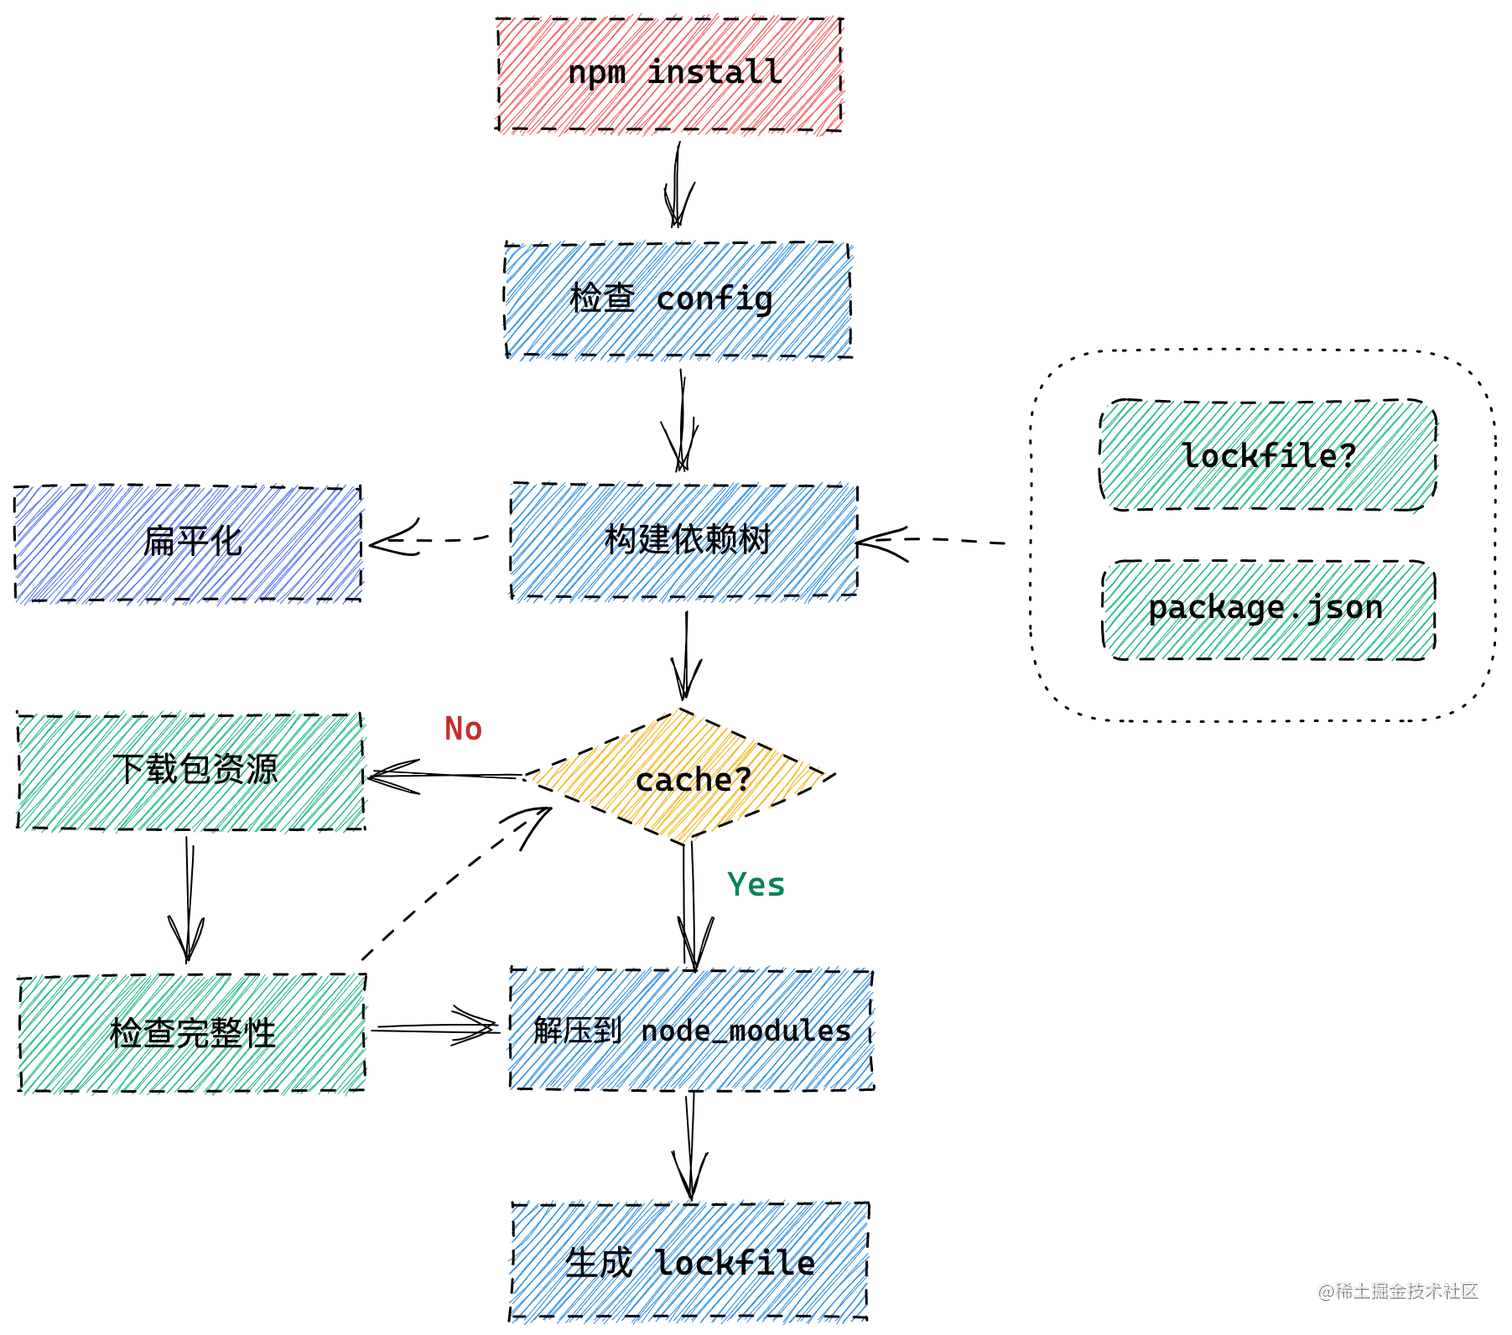 npm install
检查 config
lockfile?
扁平化
构建依赖树
package.json
No
下载包资源
cache?
Yes
检查完整性
解压到 node_modules
生成 lockfile
@稀土掘金技术社区